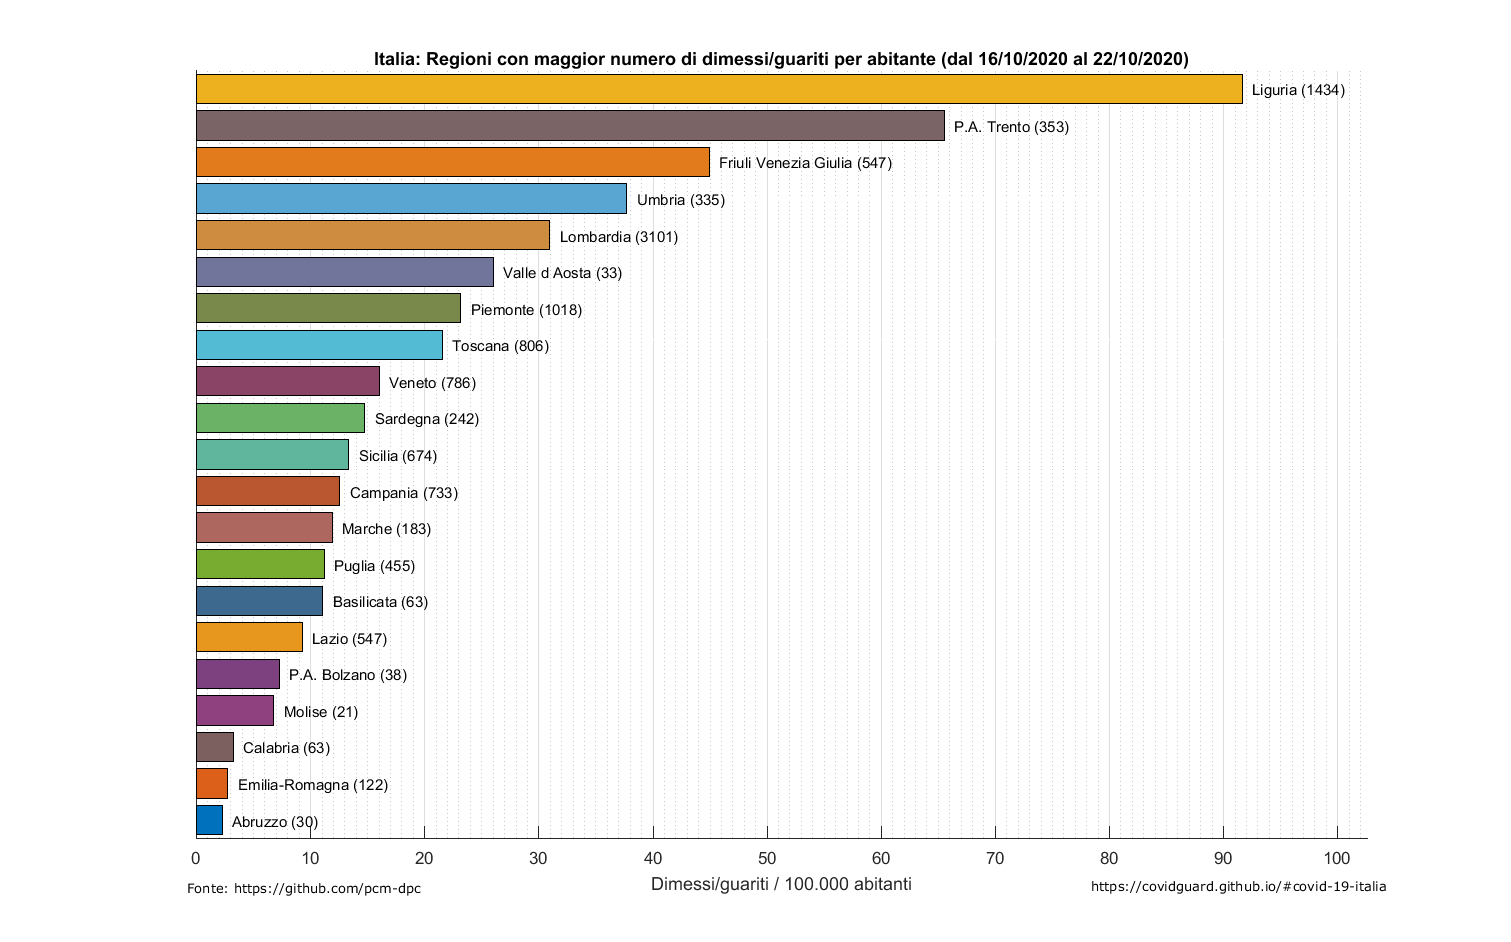 Italia: Regioni con maggior numero di dimessi/guariti per abitante (dal 16/10/2020 al 22/10/2020)
Liguria (1434)
P.A. Trento (353)
Friuli Venezia Giulia (547)
Umbria (335)
Lombardia (3101)
Valle d Aosta (33)
Piemonte (1018)
Toscana (806)
Veneto (786)
Sardegna (242)
Sicilia (674)
Campania (733)
Marche (183)
Puglia (455)
Basilicata (63)
Lazio (547)
P.A. Bolzano (38)
Molise (21)
Calabria (63)
Emilia-Romagna (122)
Abruzzo (30)
0 10 20 30 40 50 60 70 80 90 100
Dimessi/guariti / 100.000 abitanti
Fonte: https://github.com/pcm-dpc
https://covidguard.github.io/#covid-19-italia